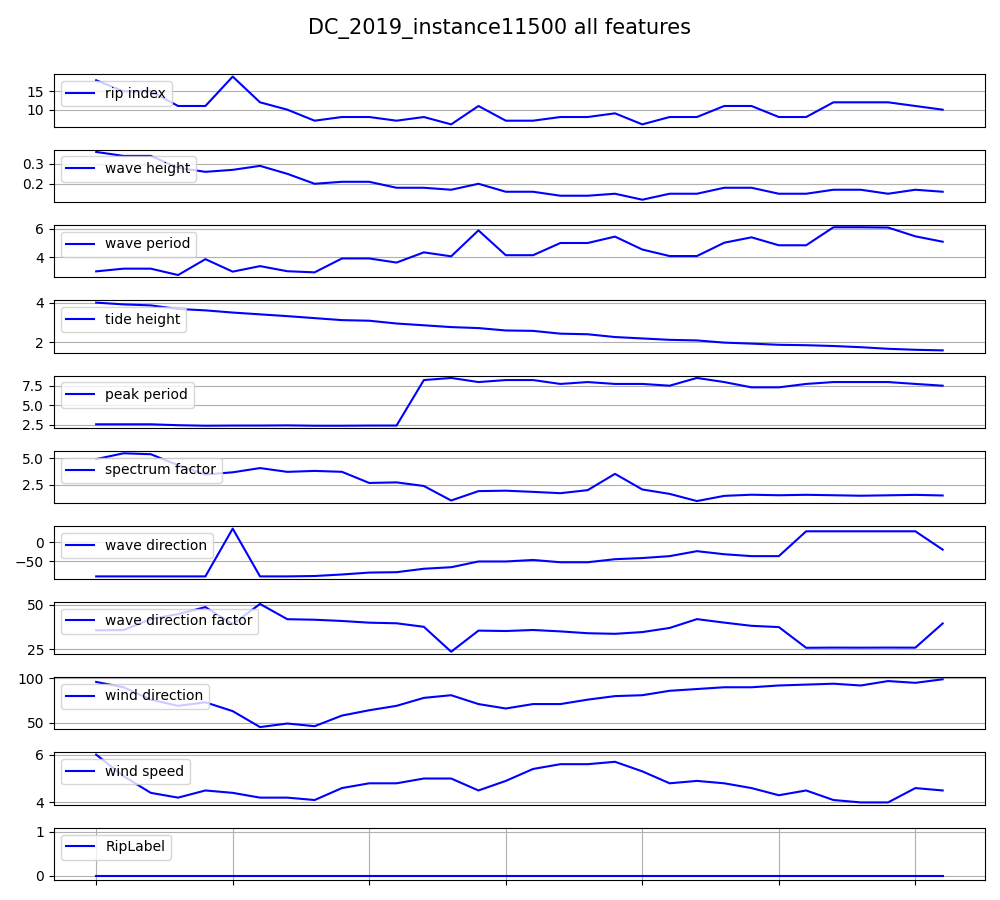 DC_2019_instance11500 all features
15
10
rip index
0.3
0.2
wave height
6
4
wave period
4
2
tide height
7.5
5.0
2.5
peak period
5.0
2.5
spectrum factor
0
−50
wave direction
50
25
wave direction factor
100
50
wind direction
6
4
wind speed
1
0
RipLabel